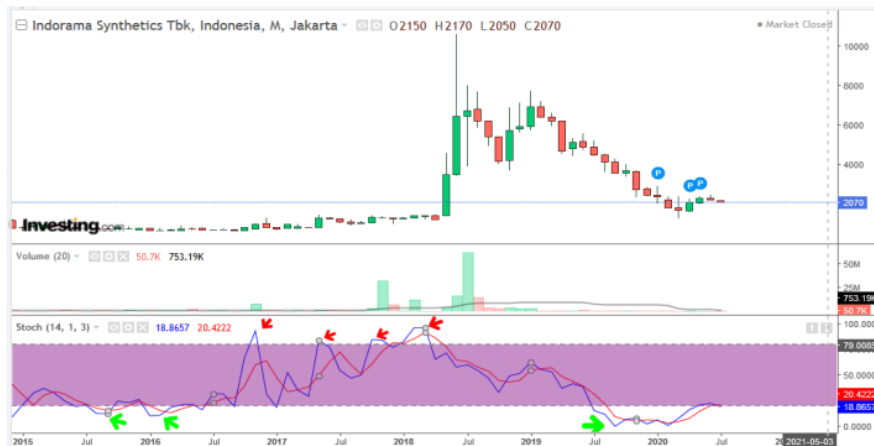 Indorama Synthetics Tbk, Indonesia, M, Jakarta O2150 H2170 L2050 C2070
Market Closed
10000
8000
6000
4000
2070
P
P P
Investing.com
Volume (20) 50.7K 753.19K
50M
25M
753.19K
50.7K
Stoch (14, 1, 3) 18.8657 20.4222
100.000
79.0085
50.0000
20.4222
18.8657
0.0000
2015 Jul 2016 Jul 2017 Jul 2018 Jul 2019 Jul 2020 Jul 2021-05-03